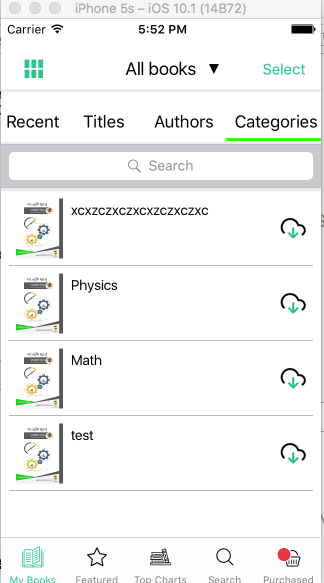 iPhone 5s – iOS 10.1 (14B72)
Carrier 5:52 PM
All books ▼ Select
Recent Titles Authors Categories
Search
xcxzczxczxcxzczxczxc
Physics
Math
test
My Books Featured Top Charts Search Purchased